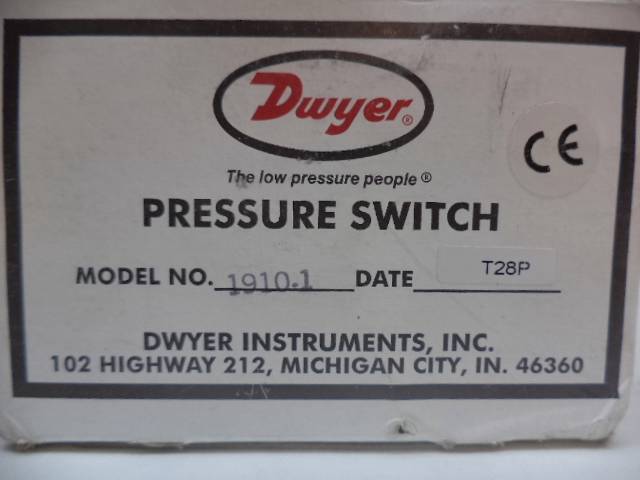 Dwyer®
CE
The low pressure people®
PRESSURE SWITCH
MODEL NO. 1910-1 DATE T28P
DWYER INSTRUMENTS, INC.
102 HIGHWAY 212, MICHIGAN CITY, IN. 46360